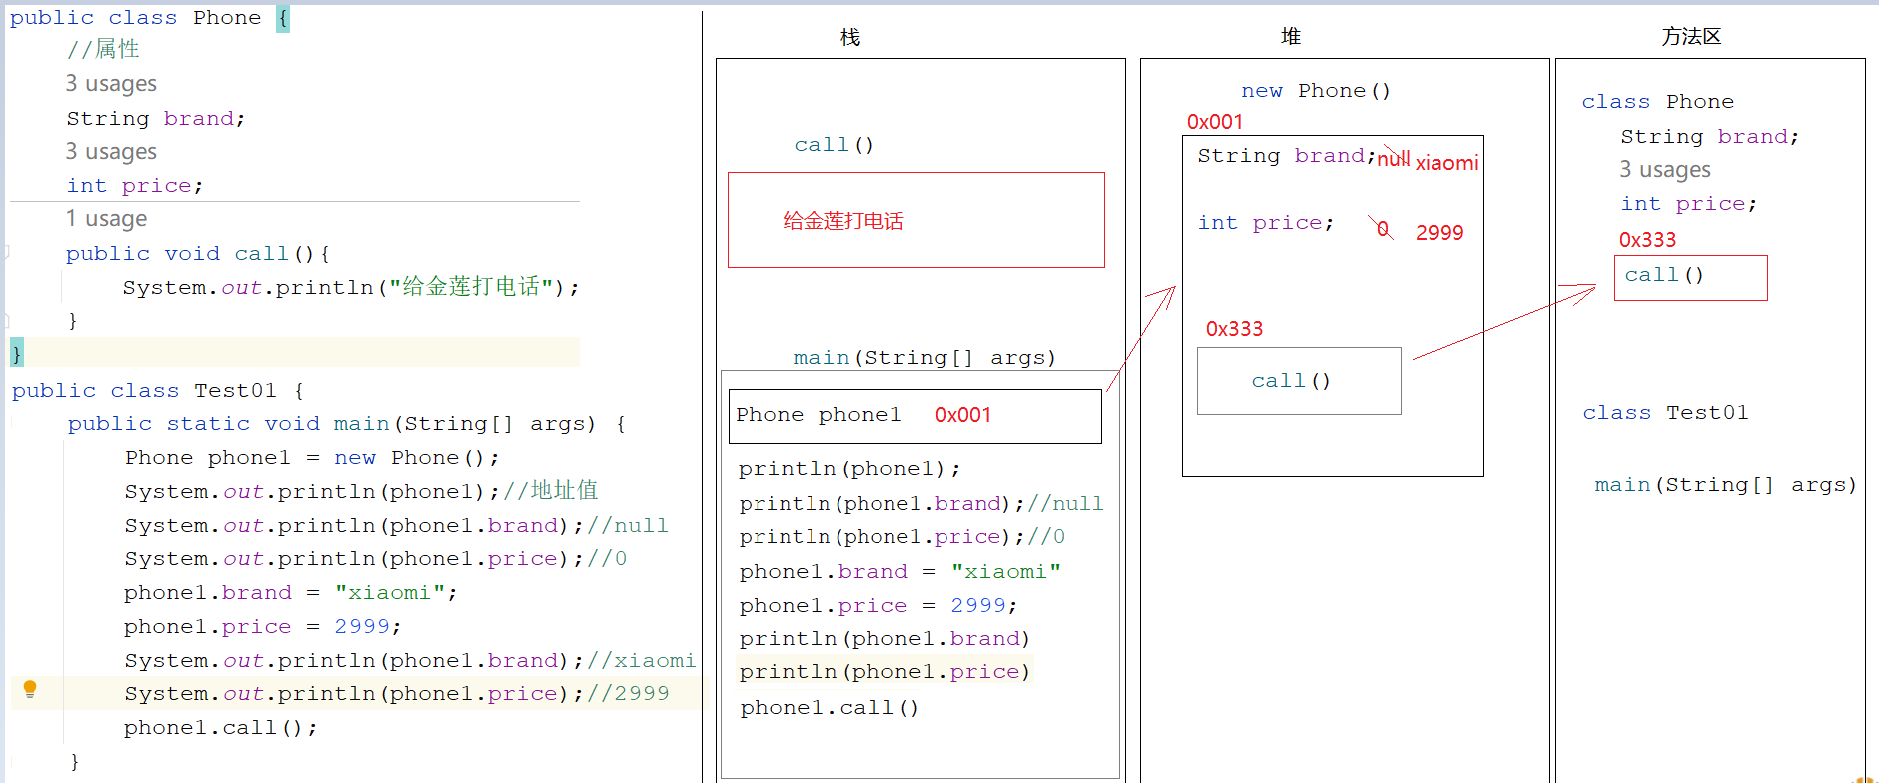 public class Phone {
//属性
3 usages
String brand;
3 usages
int price;
1 usage
public void call(){
System.out.println("给金莲打电话");
}
}
public class Test01 {
public static void main(String[] args) {
Phone phone1 = new Phone();
System.out.println(phone1);//地址值
System.out.println(phone1.brand);//null
System.out.println(phone1.price);//0
phone1.brand = "xiaomi";
phone1.price = 2999;
System.out.println(phone1.brand);//xiaomi
System.out.println(phone1.price);//2999
phone1.call();
}
栈
call()
给金莲打电话
main(String[] args)
Phone phone1 0x001
println(phone1);
println(phone1.brand);//null
println(phone1.price);//0
phone1.brand = "xiaomi"
phone1.price = 2999;
println(phone1.brand)
println(phone1.price)
phone1.call()
堆
new Phone()
0x001
String brand; null xiaomi
int price; 0 2999
0x333
call()
方法区
class Phone
String brand;
3 usages
int price;
0x333
call()
class Test01
main(String[] args)